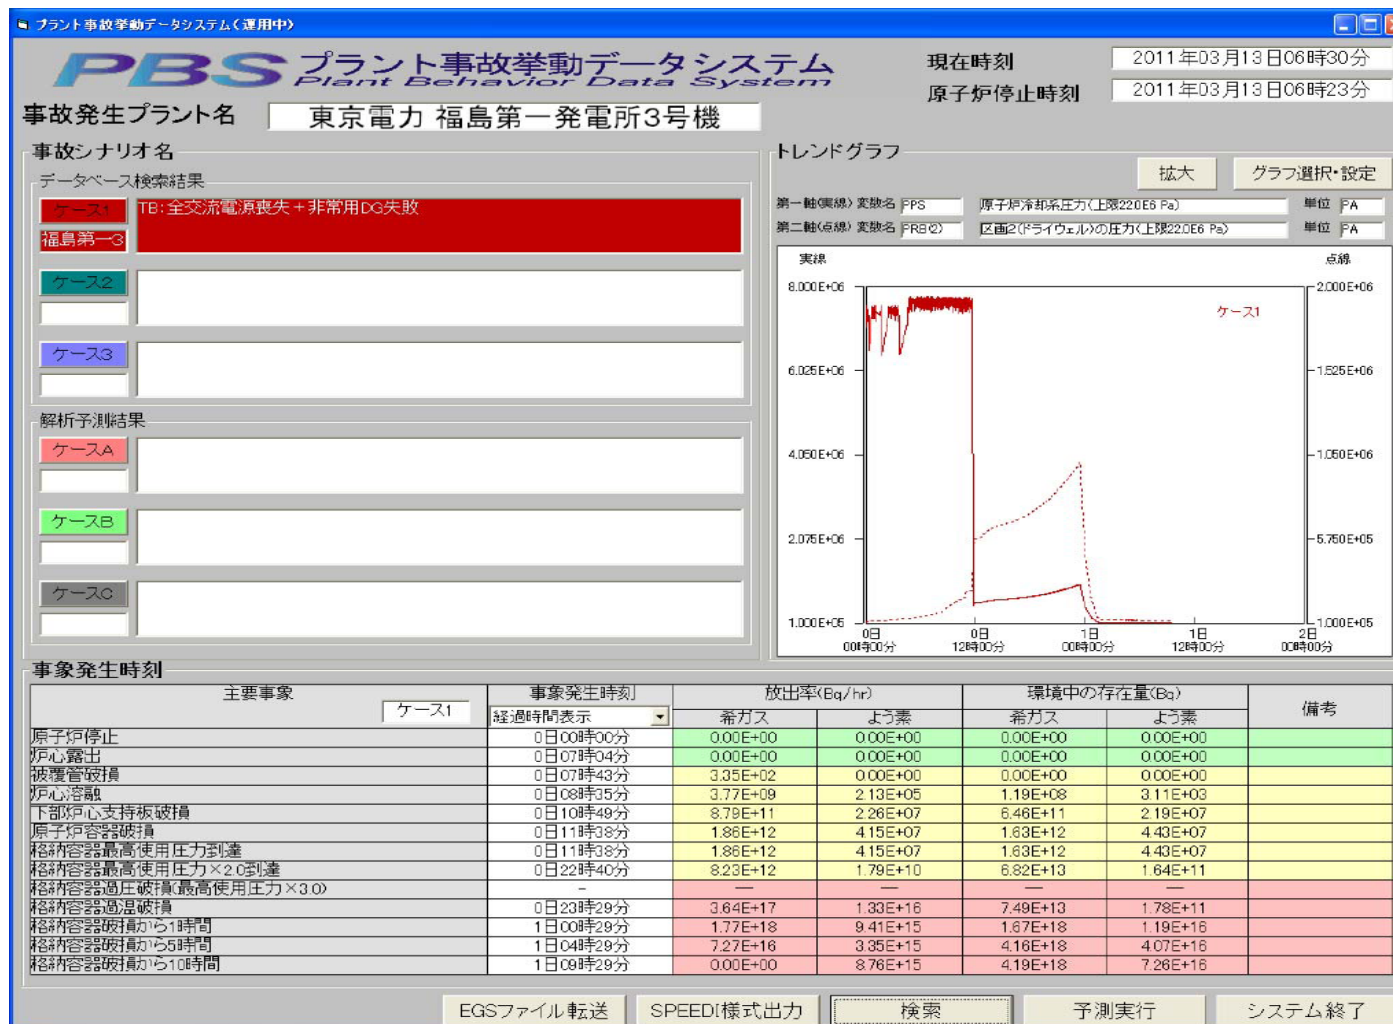 プラント事故挙動データシステム(運用中)
PBS プラント事故挙動データシステム
Plant Behavior Data System
現在時刻 2011年03月13日06時30分
原子炉停止時刻 2011年03月13日06時23分
事故発生プラント名 東京電力 福島第一発電所3号機
事故シナリオ名
データベース検索結果
ケース1 TB:全交流電源喪失+非常用DG失敗
福島第一3
ケース2
ケース3
解析予測結果
ケースA
ケースB
ケースC
トレンドグラフ
拡大 グラフ選択・設定
第一軸(実線) 変数名 PPS 原子炉冷却系圧力(上限22.0E6 Pa) 単位 PA
第二軸(点線) 変数名 PRB(2) 区画2(ドライウェル)の圧力(上限22.0E6 Pa) 単位 PA
実線 点線
8.000E+06 2.000E+06
ケース1
6.025E+06 1.525E+06
4.050E+06 1.050E+06
2.075E+06 5.750E+05
1.000E+05 1.000E+05
0日 0日 1日 1日 2日
00時00分 12時00分 00時00分 12時00分 00時00分
事象発生時刻
主要事象 ケース1 事象発生時刻 放出率(Bq/hr) 環境中の存在量(Bq) 備考
経過時間表示 希ガス よう素 希ガス よう素
原子炉停止 0日00時00分 0.00E+00 0.00E+00 0.00E+00 0.00E+00
炉心露出 0日07時04分 0.00E+00 0.00E+00 0.00E+00 0.00E+00
被覆管破損 0日07時43分 3.35E+02 0.00E+00 0.00E+00 0.00E+00
炉心溶融 0日08時35分 3.77E+09 2.13E+05 1.19E+08 3.11E+03
下部炉心支持板破損 0日10時49分 8.79E+11 2.26E+07 6.46E+11 2.19E+07
原子炉容器破損 0日11時38分 1.86E+12 4.15E+07 1.63E+12 4.43E+07
格納容器最高使用圧力到達 0日11時38分 1.86E+12 4.15E+07 1.63E+12 4.43E+07
格納容器最高使用圧力×2.0到達 0日22時40分 8.23E+12 1.79E+10 6.82E+13 1.64E+11
格納容器過圧破損(最高使用圧力×3.0) - — — — —
格納容器過温破損 0日23時29分 3.64E+17 1.33E+16 7.49E+13 1.78E+11
格納容器破損から1時間 1日00時29分 1.77E+18 9.41E+15 1.67E+18 1.19E+16
格納容器破損から5時間 1日04時29分 7.27E+16 3.35E+15 4.16E+18 4.07E+16
格納容器破損から10時間 1日09時29分 0.00E+00 8.76E+15 4.19E+18 7.26E+16
EGSファイル転送 SPEEDI様式出力 検索 予測実行 システム終了